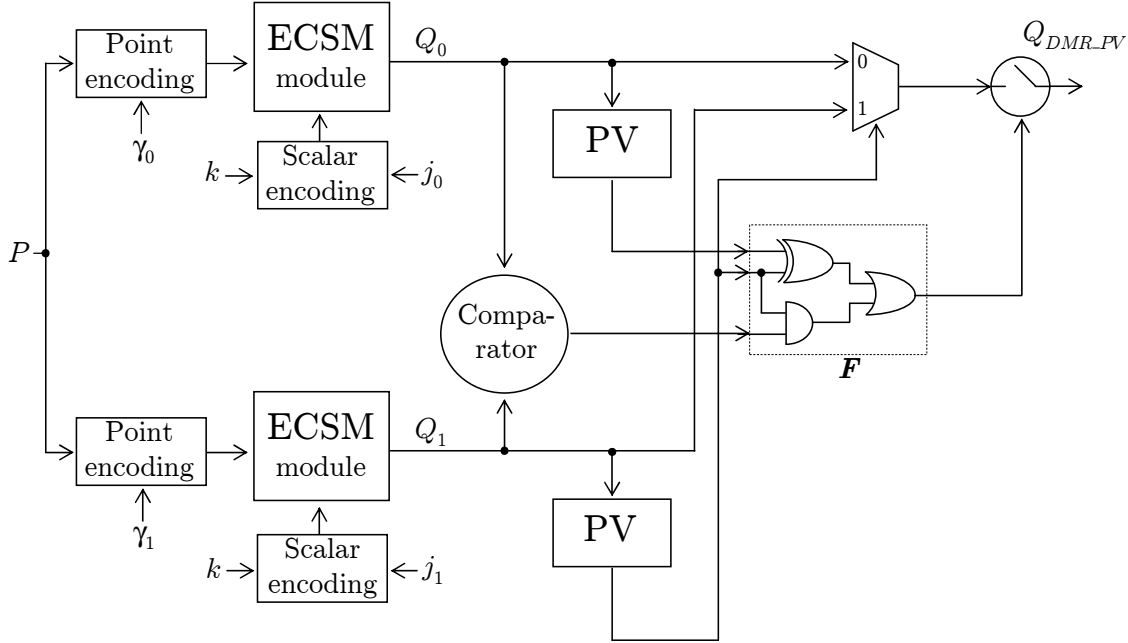 Point
encoding
γ0
ECSM
module
Q0
k
Scalar
encoding
j0
PV
0
1
QDMR_PV
P
Compa-
rator
F
Point
encoding
γ1
ECSM
module
Q1
k
Scalar
encoding
j1
PV